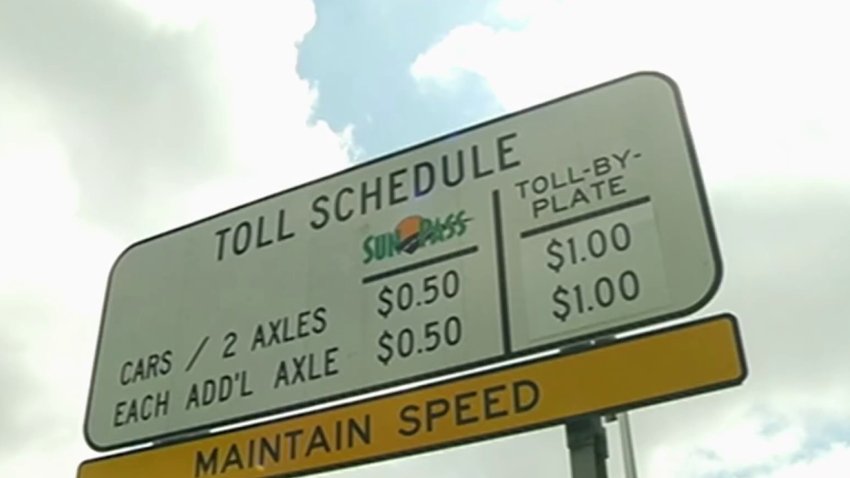 TOLL SCHEDULE
SUNPASS TOLL-BY-
PLATE
CARS / 2 AXLES $0.50 $1.00
EACH ADD'L AXLE $0.50 $1.00
MAINTAIN SPEED